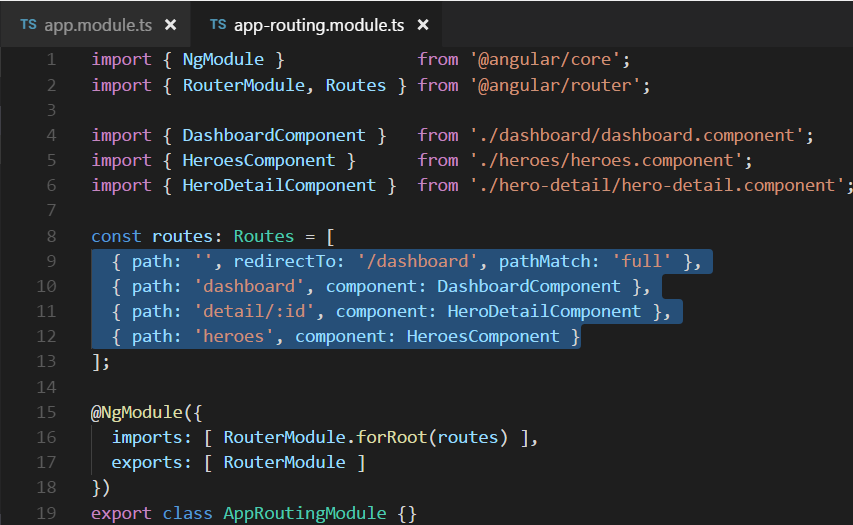 TS app.module.ts × TS app-routing.module.ts ×
1 import { NgModule }             from '@angular/core';
2 import { RouterModule, Routes } from '@angular/router';
3
4 import { DashboardComponent }   from './dashboard/dashboard.component';
5 import { HeroesComponent }      from './heroes/heroes.component';
6 import { HeroDetailComponent }  from './hero-detail/hero-detail.component';
7
8 const routes: Routes = [
9   { path: '', redirectTo: '/dashboard', pathMatch: 'full' },
10   { path: 'dashboard', component: DashboardComponent },
11   { path: 'detail/:id', component: HeroDetailComponent },
12   { path: 'heroes', component: HeroesComponent }
13 ];
14
15 @NgModule({
16   imports: [ RouterModule.forRoot(routes) ],
17   exports: [ RouterModule ]
18 })
19 export class AppRoutingModule {}